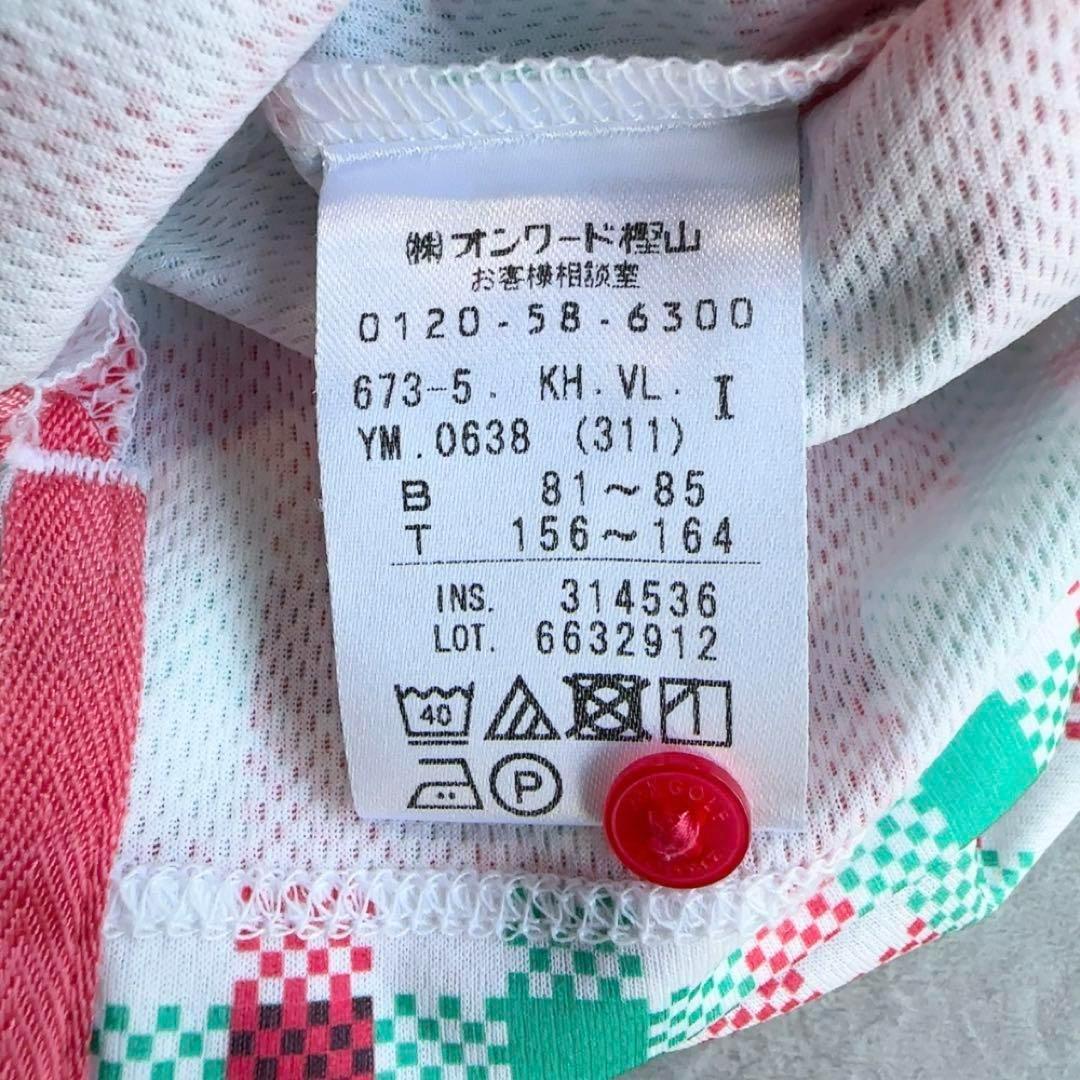 ㈱オンワード樫山
お客様相談室
0120-58-6300
673-5. KH. VL. I
YM. 0638 (311)
B 81～85
T 156～164
INS. 314536
LOT. 6632912
40
P
GOLF